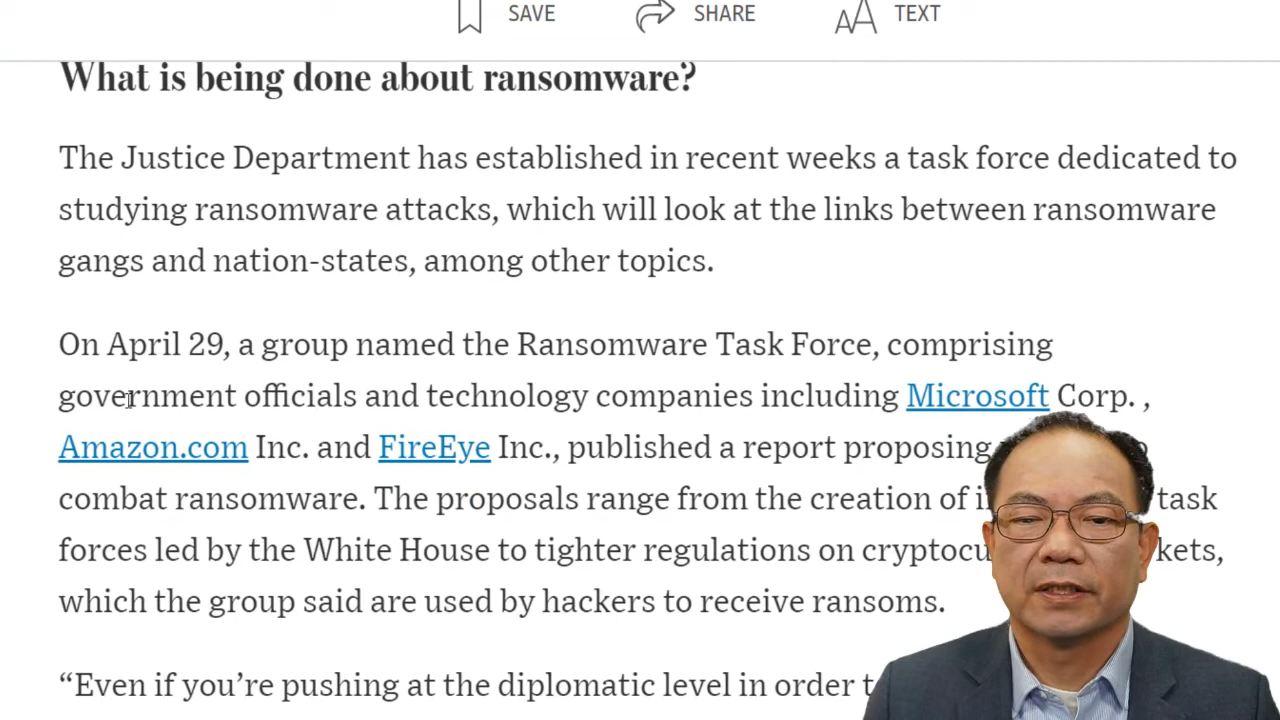 SAVE SHARE TEXT
What is being done about ransomware?
The Justice Department has established in recent weeks a task force dedicated to
studying ransomware attacks, which will look at the links between ransomware
gangs and nation-states, among other topics.
On April 29, a group named the Ransomware Task Force, comprising
government officials and technology companies including Microsoft Corp. ,
Amazon.com Inc. and FireEye Inc., published a report proposing
combat ransomware. The proposals range from the creation of task
forces led by the White House to tighter regulations on
which the group said are used by hackers to receive ransoms.
“Even if you’re pushing at the diplomatic level in order